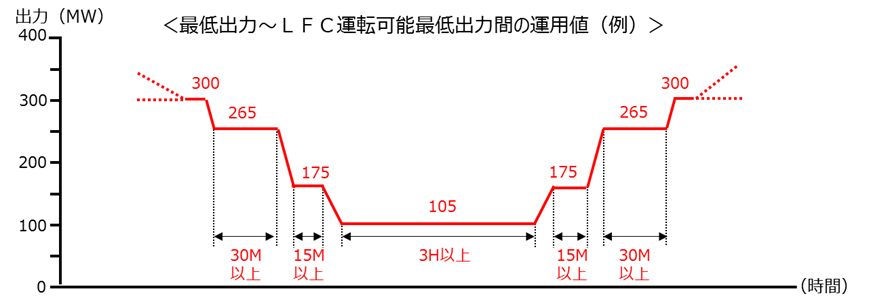 出力（MW）
＜最低出力～ＬＦＣ運転可能最低出力間の運用値（例）＞
400
300
200
100
0
300
265
175
105
175
265
300
30M
以上
15M
以上
3H以上
15M
以上
30M
以上
（時間）